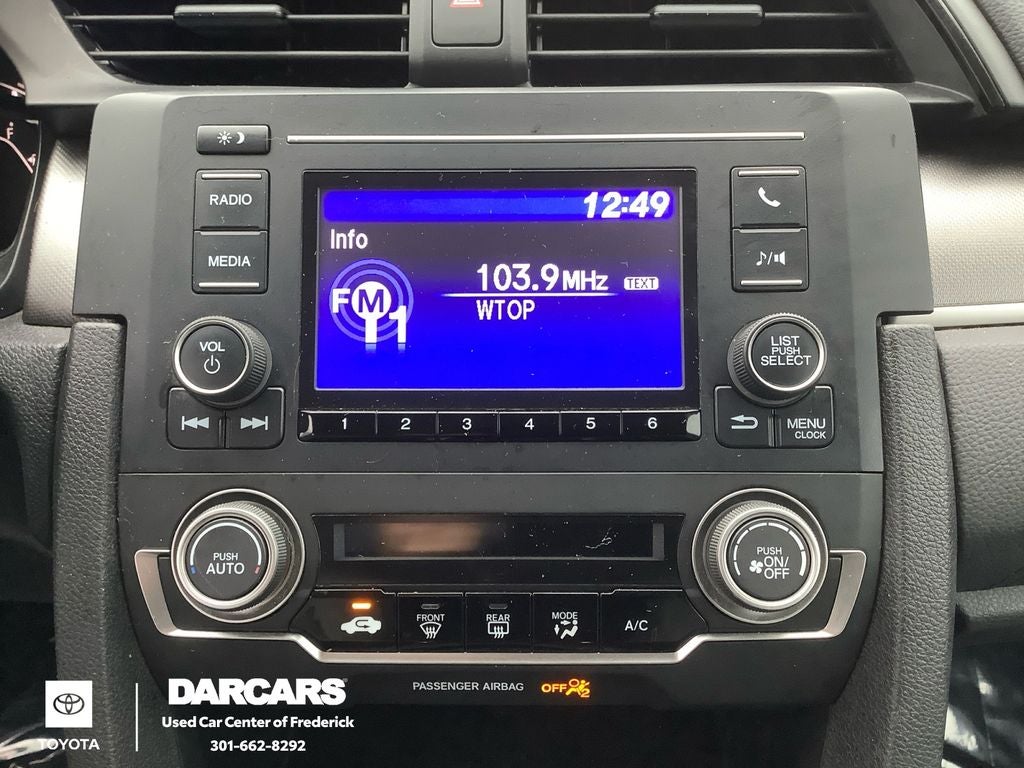 F
12:49
RADIO
Info
MEDIA
103.9 MHz TEXT
FM1
WTOP
VOL
LIST
PUSH
SELECT
1 2 3 4 5 6
MENU
CLOCK
PUSH
AUTO
PUSH
ON/
OFF
FRONT
REAR
MODE
A/C
PASSENGER AIRBAG OFF 2
TOYOTA
DARCARS
Used Car Center of Frederick
301-662-8292